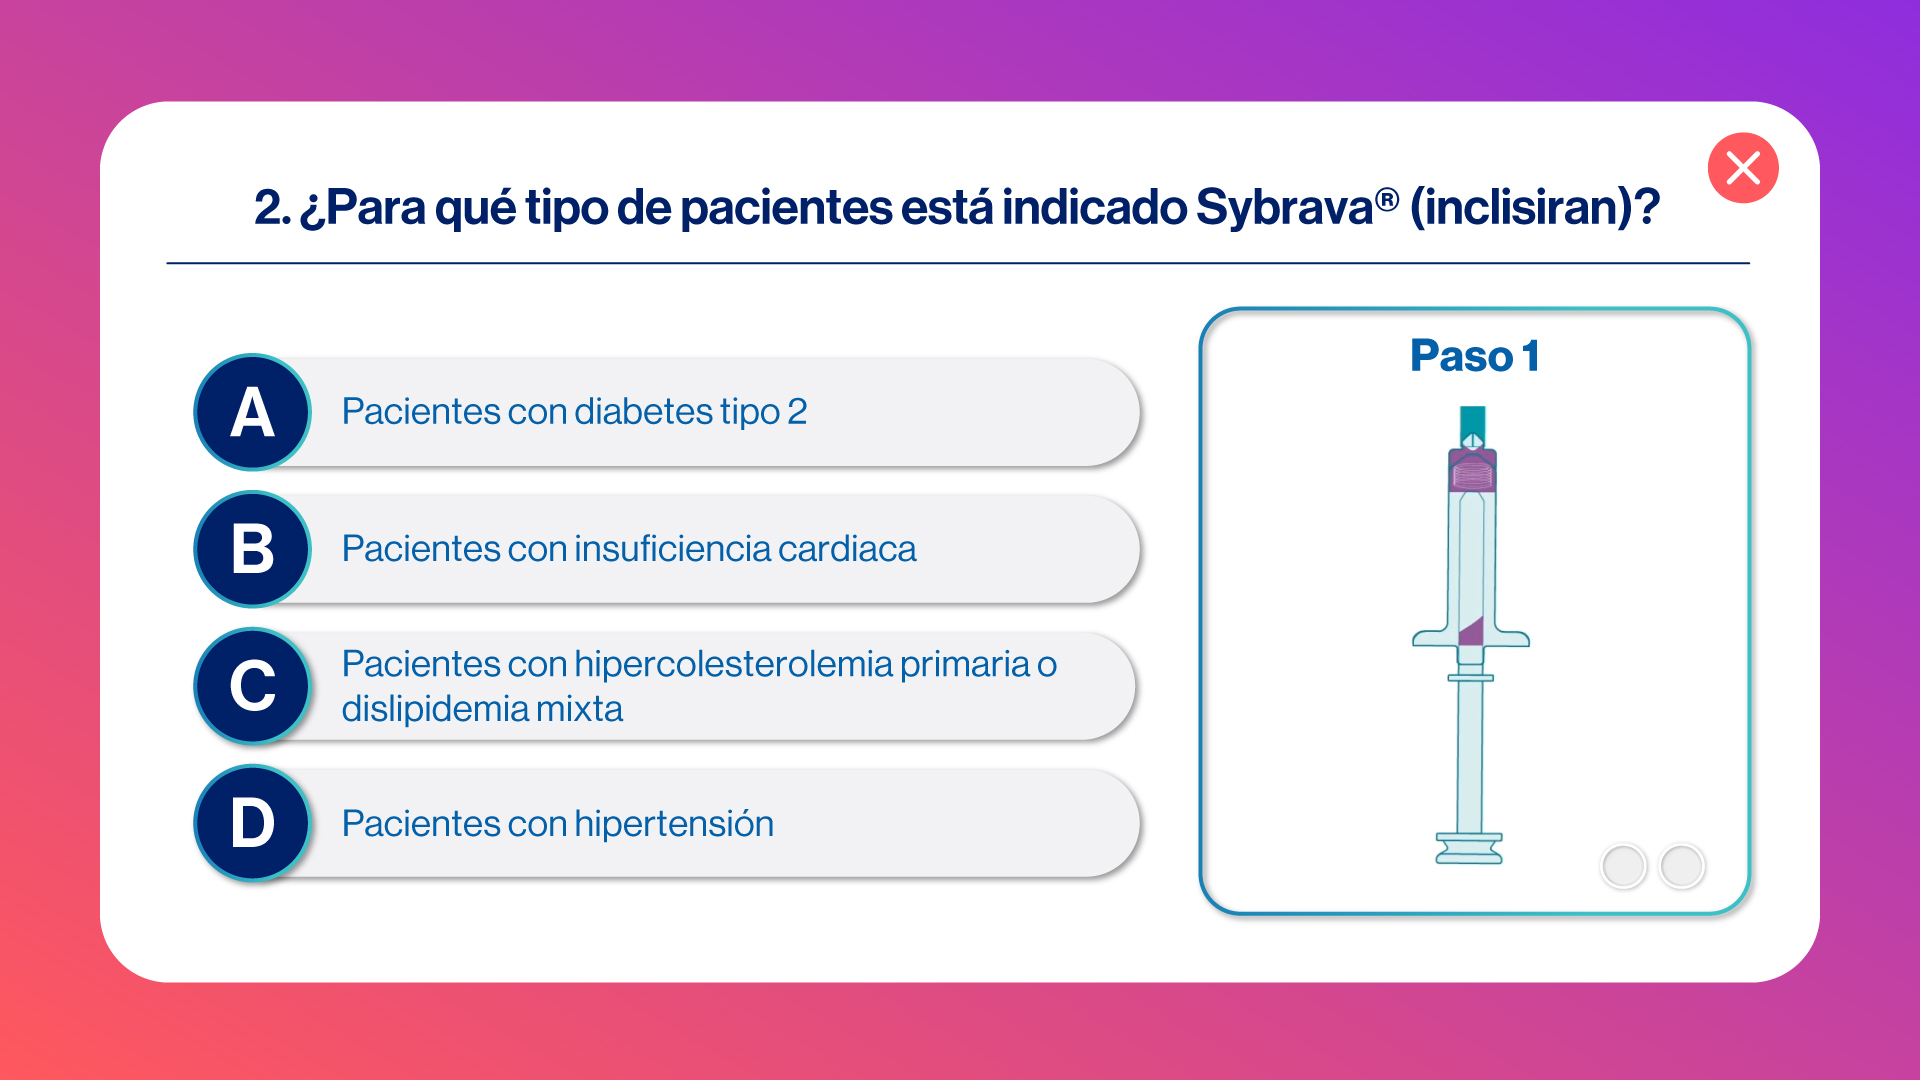 2. ¿Para qué tipo de pacientes está indicado Sybrava® (inclisiran)?
A
Pacientes con diabetes tipo 2
B
Pacientes con insuficiencia cardiaca
C
Pacientes con hipercolesterolemia primaria o
dislipidemia mixta
D
Pacientes con hipertensión
Paso 1